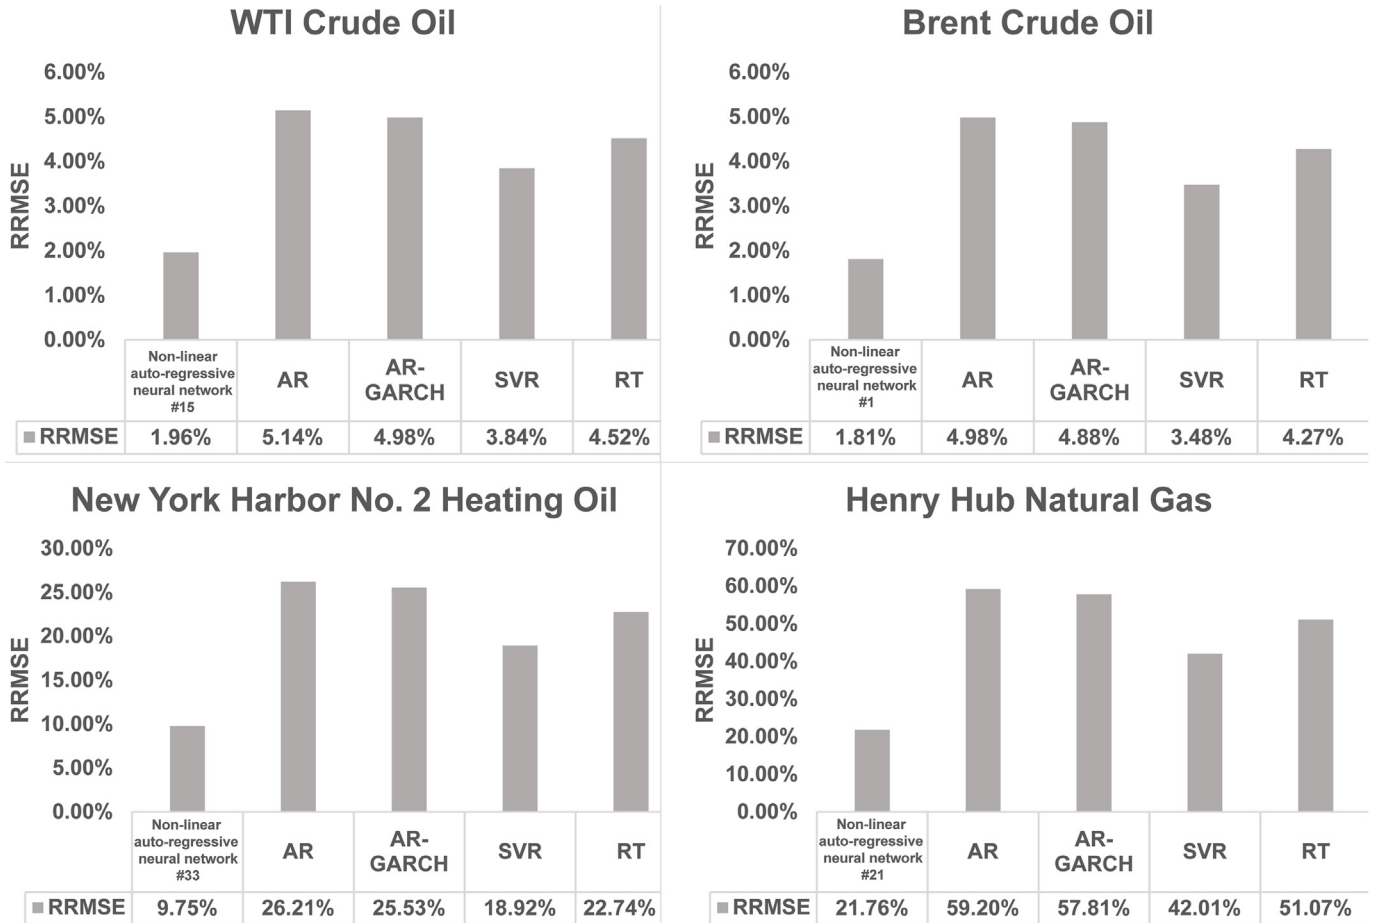 WTI Crude Oil
6.00%
5.00%
4.00%
3.00%
2.00%
1.00%
0.00%
RRMSE
Non-linear
auto-regressive
neural network
#15
AR
AR-
GARCH
SVR
RT
RRMSE 1.96% 5.14% 4.98% 3.84% 4.52%
Brent Crude Oil
6.00%
5.00%
4.00%
3.00%
2.00%
1.00%
0.00%
RRMSE
Non-linear
auto-regressive
neural network
#1
AR
AR-
GARCH
SVR
RT
RRMSE 1.81% 4.98% 4.88% 3.48% 4.27%
New York Harbor No. 2 Heating Oil
30.00%
25.00%
20.00%
15.00%
10.00%
5.00%
0.00%
RRMSE
Non-linear
auto-regressive
neural network
#33
AR
AR-
GARCH
SVR
RT
RRMSE 9.75% 26.21% 25.53% 18.92% 22.74%
Henry Hub Natural Gas
70.00%
60.00%
50.00%
40.00%
30.00%
20.00%
10.00%
0.00%
RRMSE
Non-linear
auto-regressive
neural network
#21
AR
AR-
GARCH
SVR
RT
RRMSE 21.76% 59.20% 57.81% 42.01% 51.07%